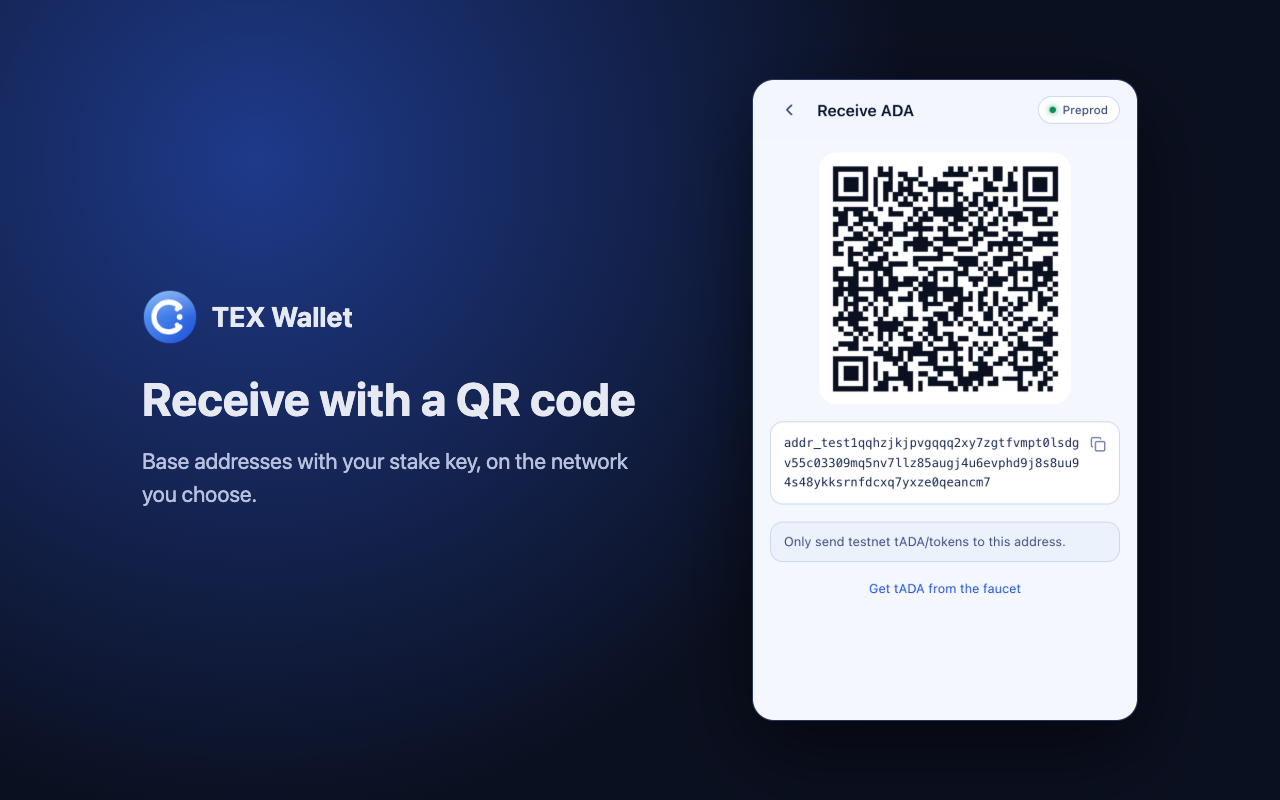 TEX Wallet
Receive with a QR code
Base addresses with your stake key, on the network
you choose.
Receive ADA
Preprod
addr_test1qqhzjkjpvgqqq2xy7zgtfvmpt0lsdg
v55c03309mq5nv7llz85augj4u6evphd9j8s8uu9
4s48ykksrnfdcxq7yxze0qeancm7
Only send testnet tADA/tokens to this address.
Get tADA from the faucet